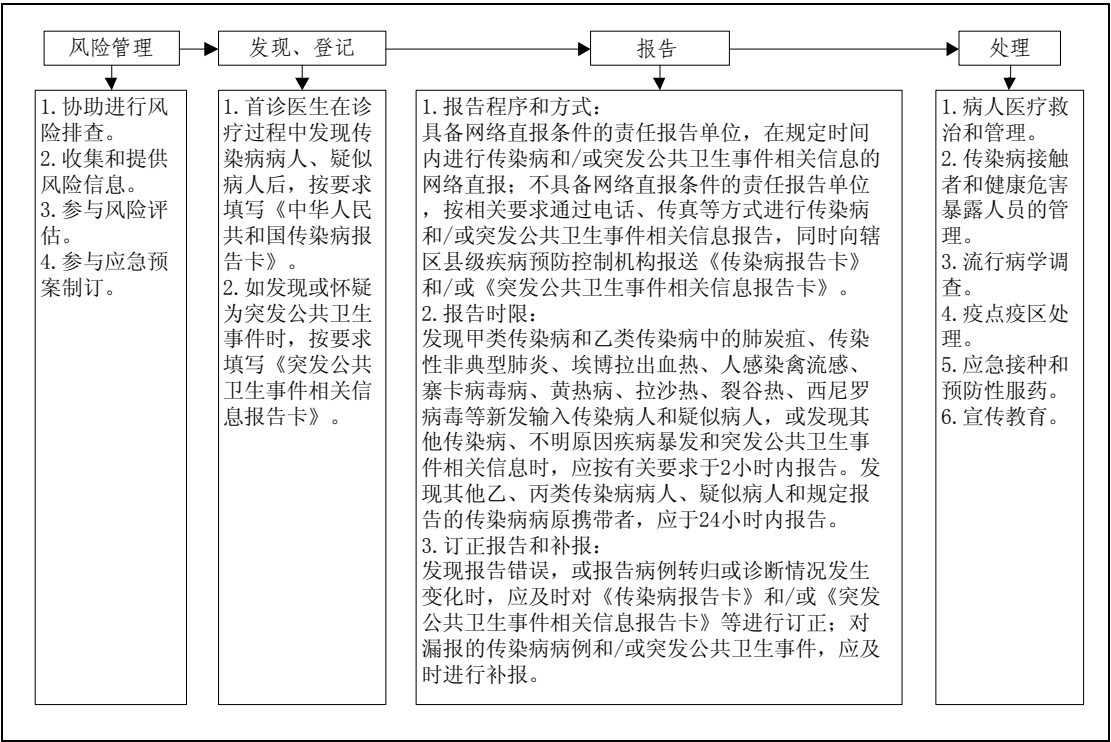 风险管理
发现、登记
报告
处理
1.协助进行风
险排查。
2.收集和提供
风险信息。
3.参与风险评
估。
4.参与应急预
案制订。
1.首诊医生在诊
疗过程中发现传
染病病人、疑似
病人后，按要求
填写《中华人民
共和国传染病报
告卡》。
2.如发现或怀疑
为突发公共卫生
事件时，按要求
填写《突发公共
卫生事件相关信
息报告卡》。
1.报告程序和方式：
具备网络直报条件的责任报告单位，在规定时间
内进行传染病和/或突发公共卫生事件相关信息的
网络直报；不具备网络直报条件的责任报告单位
，按相关要求通过电话、传真等方式进行传染病
和/或突发公共卫生事件相关信息报告，同时向辖
区县级疾病预防控制机构报送《传染病报告卡》
和/或《突发公共卫生事件相关信息报告卡》。
2.报告时限：
发现甲类传染病和乙类传染病中的肺炭疽、传染
性非典型肺炎、埃博拉出血热、人感染禽流感、
寨卡病毒病、黄热病、拉沙热、裂谷热、西尼罗
病毒等新发输入传染病人和疑似病人，或发现其
他传染病、不明原因疾病暴发和突发公共卫生事
件相关信息时，应按有关要求于2小时内报告。发
现其他乙、丙类传染病病人、疑似病人和规定报
告的传染病病原携带者，应于24小时内报告。
3.订正报告和补报：
发现报告错误，或报告病例转归或诊断情况发生
变化时，应及时对《传染病报告卡》和/或《突发
公共卫生事件相关信息报告卡》等进行订正；对
漏报的传染病病例和/或突发公共卫生事件，应及
时进行补报。
1.病人医疗救
治和管理。
2.传染病接触
者和健康危害
暴露人员的管
理。
3.流行病学调
查。
4.疫点疫区处
理。
5.应急接种和
预防性服药。
6.宣传教育。